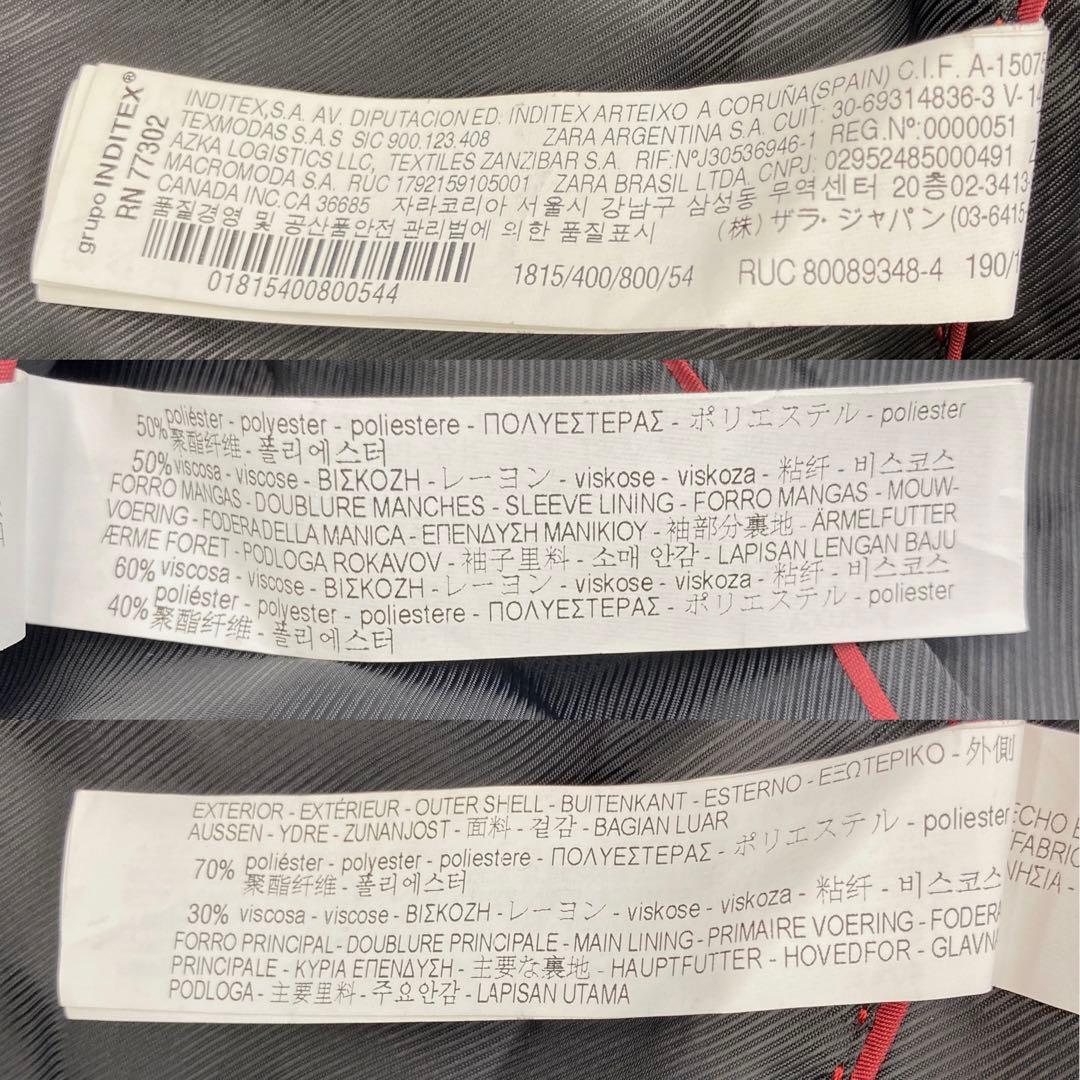 grupo INDITEX®
RN 77302
INDITEX,S.A. AV. DIPUTACION ED. INDITEX ARTEIXO A CORUÑA (SPAIN) C.I.F. A-1507
TEXMODAS S.A.S SIC 900.123.408 ZARA ARGENTINA S.A. CUIT: 30-69314836-3 V-1
AZKA LOGISTICS LLC, TEXTILES ZANZIBAR S.A. RIF:NºJ30536946-1 REG.Nº:0000051
MACROMODA S.A. RUC 1792159105001 ZARA BRASIL LTDA, CNPJ: 02952485000491
CANADA INC.CA 36685 자라코리아 서울시 강남구 삼성동 무역센터 20층02-3413
품질경영 및 공산품안전 관리법에 의한 품질표시 (株) ザラ・ジャパン (03-6415
01815400800544
1815/400/800/54 RUC 80089348-4 190/1
50% poliéster - polyester - poliestere - ΠΟΛΥΕΣΤΕΡΑΣ - ポリエステル - poliester
聚酯纤维 - 폴리에스터
50% viscosa - viscose - ΒΙΣΚΟΖΗ - レーヨン - viskose - viskoza - 粘纤 - 비스코스
FORRO MANGAS - DOUBLURE MANCHES - SLEEVE LINING - FORRO MANGAS - MOUW-
VOERING - FODERA DELLA MANICA - ΕΠΕΝΔΥΣΗ ΜΑΝΙΚΙΟΥ - 袖部分裏地 - ÄRMELFUTTER
ÆRME FORET - PODLOGA ROKAVOV - 袖子里料 - 소매 안감 - LAPISAN LENGAN BAJU
60% viscosa - viscose - ΒΙΣΚΟΖΗ - レーヨン - viskose - viskoza - 粘纤 - 비스코스
40% poliéster - polyester - poliestere - ΠΟΛΥΕΣΤΕΡΑΣ - ポリエステル - poliester
聚酯纤维 - 폴리에스터
EXTERIOR - EXTÉRIEUR - OUTER SHELL - BUITENKANT - ESTERNO - ΕΞΩΤΕΡΙΚΟ - 外側
AUSSEN - YDRE - ZUNANJOST - 面料 - 겉감 - BAGIAN LUAR
70% poliéster - polyester - poliestere - ΠΟΛΥΕΣΤΕΡΑΣ - ポリエステル - poliester
聚酯纤维 - 폴리에스터
30% viscosa - viscose - ΒΙΣΚΟΖΗ - レーヨン - viskose - viskoza - 粘纤 - 비스코스
FORRO PRINCIPAL - DOUBLURE PRINCIPALE - MAIN LINING - PRIMAIRE VOERING - FODERA
PRINCIPALE - ΚΥΡΙΑ ΕΠΕΝΔΥΣΗ - 主要な裏地 - HAUPTFUTTER - HOVEDFOR - GLAVNA
PODLOGA - 主要里料 - 주요안감 - LAPISAN UTAMA
ECHO E
FABRIC
ΝΗΣΙΑ -